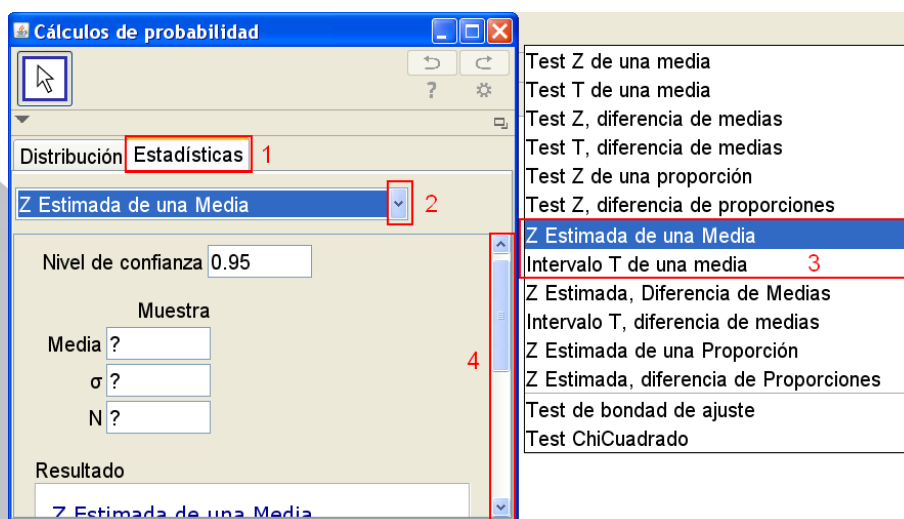 Cálculos de probabilidad
?
Distribución Estadísticas 1
Z Estimada de una Media 2
Nivel de confianza 0.95
Muestra
Media ?
σ ?
N ?
4
Resultado
Z Estimada de una Media
Test Z de una media
Test T de una media
Test Z, diferencia de medias
Test T, diferencia de medias
Test Z de una proporción
Test Z, diferencia de proporciones
Z Estimada de una Media
Intervalo T de una media 3
Z Estimada, Diferencia de Medias
Intervalo T, diferencia de medias
Z Estimada de una Proporción
Z Estimada, diferencia de Proporciones
Test de bondad de ajuste
Test ChiCuadrado